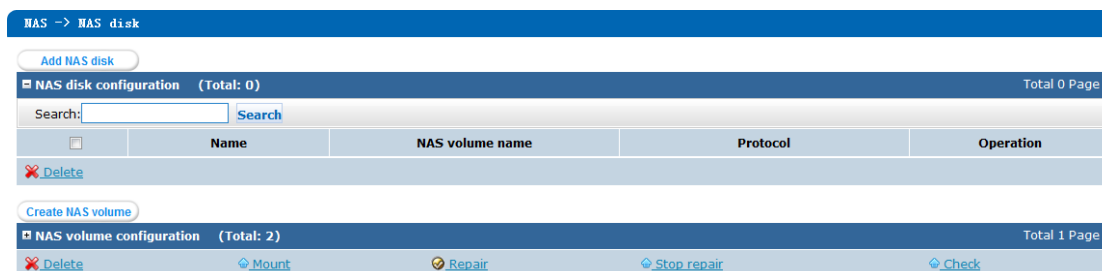 NAS -> NAS disk
Add NAS disk
NAS disk configuration (Total: 0) Total 0 Page
Search: Search
Name NAS volume name Protocol Operation
Delete
Create NAS volume
NAS volume configuration (Total: 2) Total 1 Page
Delete Mount Repair Stop repair Check